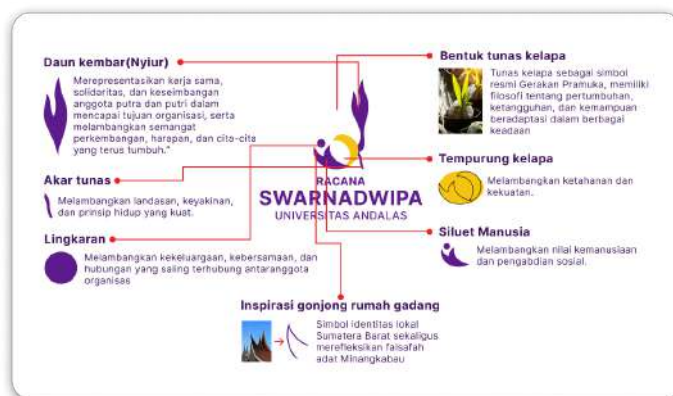 Daun kembar(Nyiur)
Merepresentasikan kerja sama,
solidaritas, dan keseimbangan
anggota putra dan putri dalam
mencapai tujuan organisasi, serta
melambangkan semangat
perkembangan, harapan, dan cita-cita
yang terus tumbuh."
Akar tunas
Melambangkan landasan, keyakinan,
dan prinsip hidup yang kuat.
Lingkaran
Melambangkan kekeluargaan, kebersamaan, dan
hubungan yang saling terhubung antaranggota
organisas
RACANA
SWARNADWIPA
UNIVERSITAS ANDALAS
Bentuk tunas kelapa
Tunas kelapa sebagai simbol
resmi Gerakan Pramuka, memiliki
filosofi tentang pertumbuhan,
ketangguhan, dan kemampuan
beradaptasi dalam berbagai
keadaan
Tempurung kelapa
Melambangkan ketahanan dan
kekuatan.
Siluet Manusia
Melambangkan nilai kemanusiaan
dan pengabdian sosial.
Inspirasi gonjong rumah gadang
Simbol identitas lokal
Sumatera Barat sekaligus
merefleksikan falsafah
adat Minangkabau